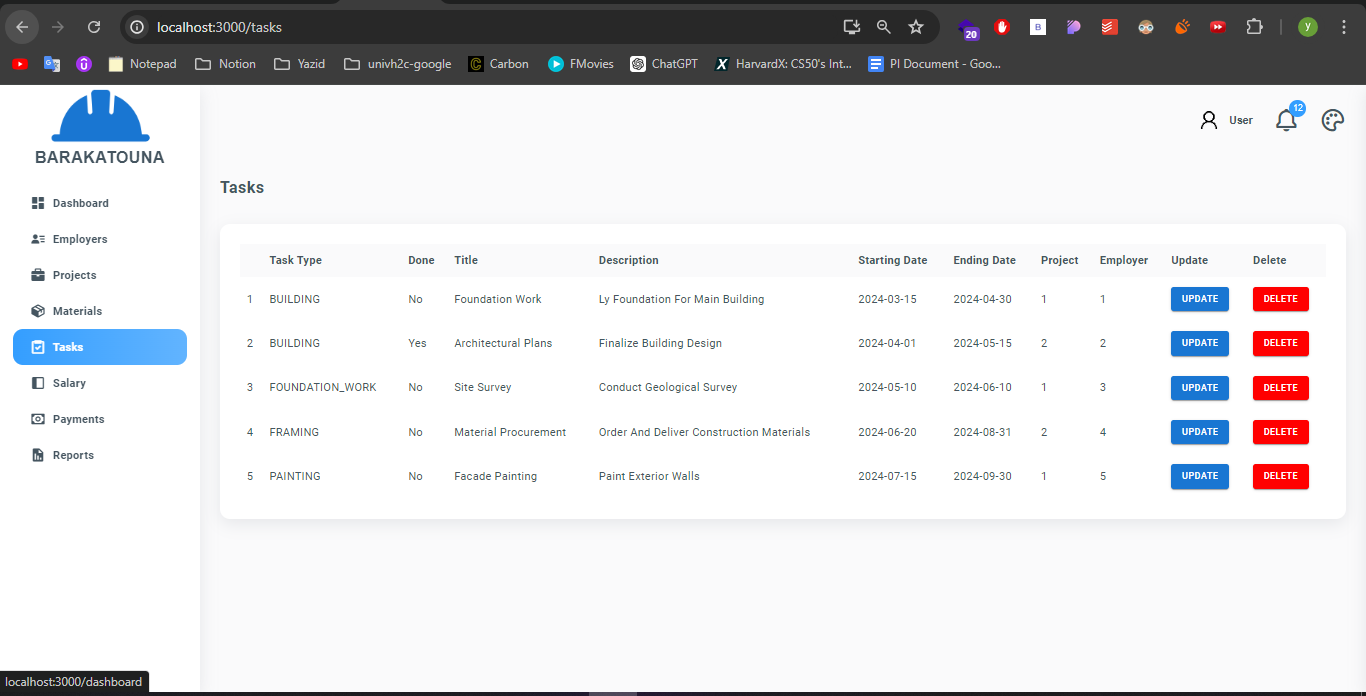 localhost:3000/tasks
20
B
y
Notepad
Notion
Yazid
univh2c-google
Carbon
FMovies
ChatGPT
HarvardX: CS50's Int...
PI Document - Goo...
BARAKATOUNA
User
12
Dashboard
Employers
Projects
Materials
Tasks
Salary
Payments
Reports
Tasks
Task Type Done Title Description Starting Date Ending Date Project Employer Update Delete
1 BUILDING No Foundation Work Ly Foundation For Main Building 2024-03-15 2024-04-30 1 1 UPDATE DELETE
2 BUILDING Yes Architectural Plans Finalize Building Design 2024-04-01 2024-05-15 2 2 UPDATE DELETE
3 FOUNDATION_WORK No Site Survey Conduct Geological Survey 2024-05-10 2024-06-10 1 3 UPDATE DELETE
4 FRAMING No Material Procurement Order And Deliver Construction Materials 2024-06-20 2024-08-31 2 4 UPDATE DELETE
5 PAINTING No Facade Painting Paint Exterior Walls 2024-07-15 2024-09-30 1 5 UPDATE DELETE
localhost:3000/dashboard